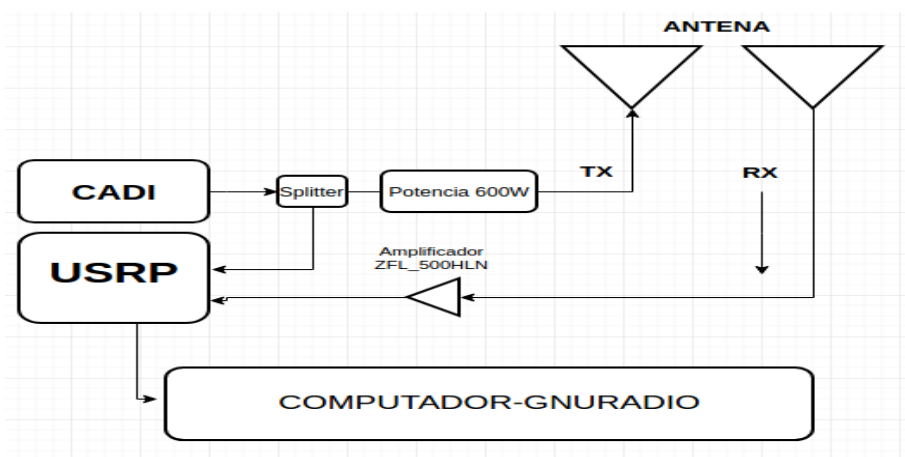 ANTENA
CADI
Splitter
Potencia 600W
TX
RX
USRP
Amplificador
ZFL_500HLN
COMPUTADOR-GNURADIO